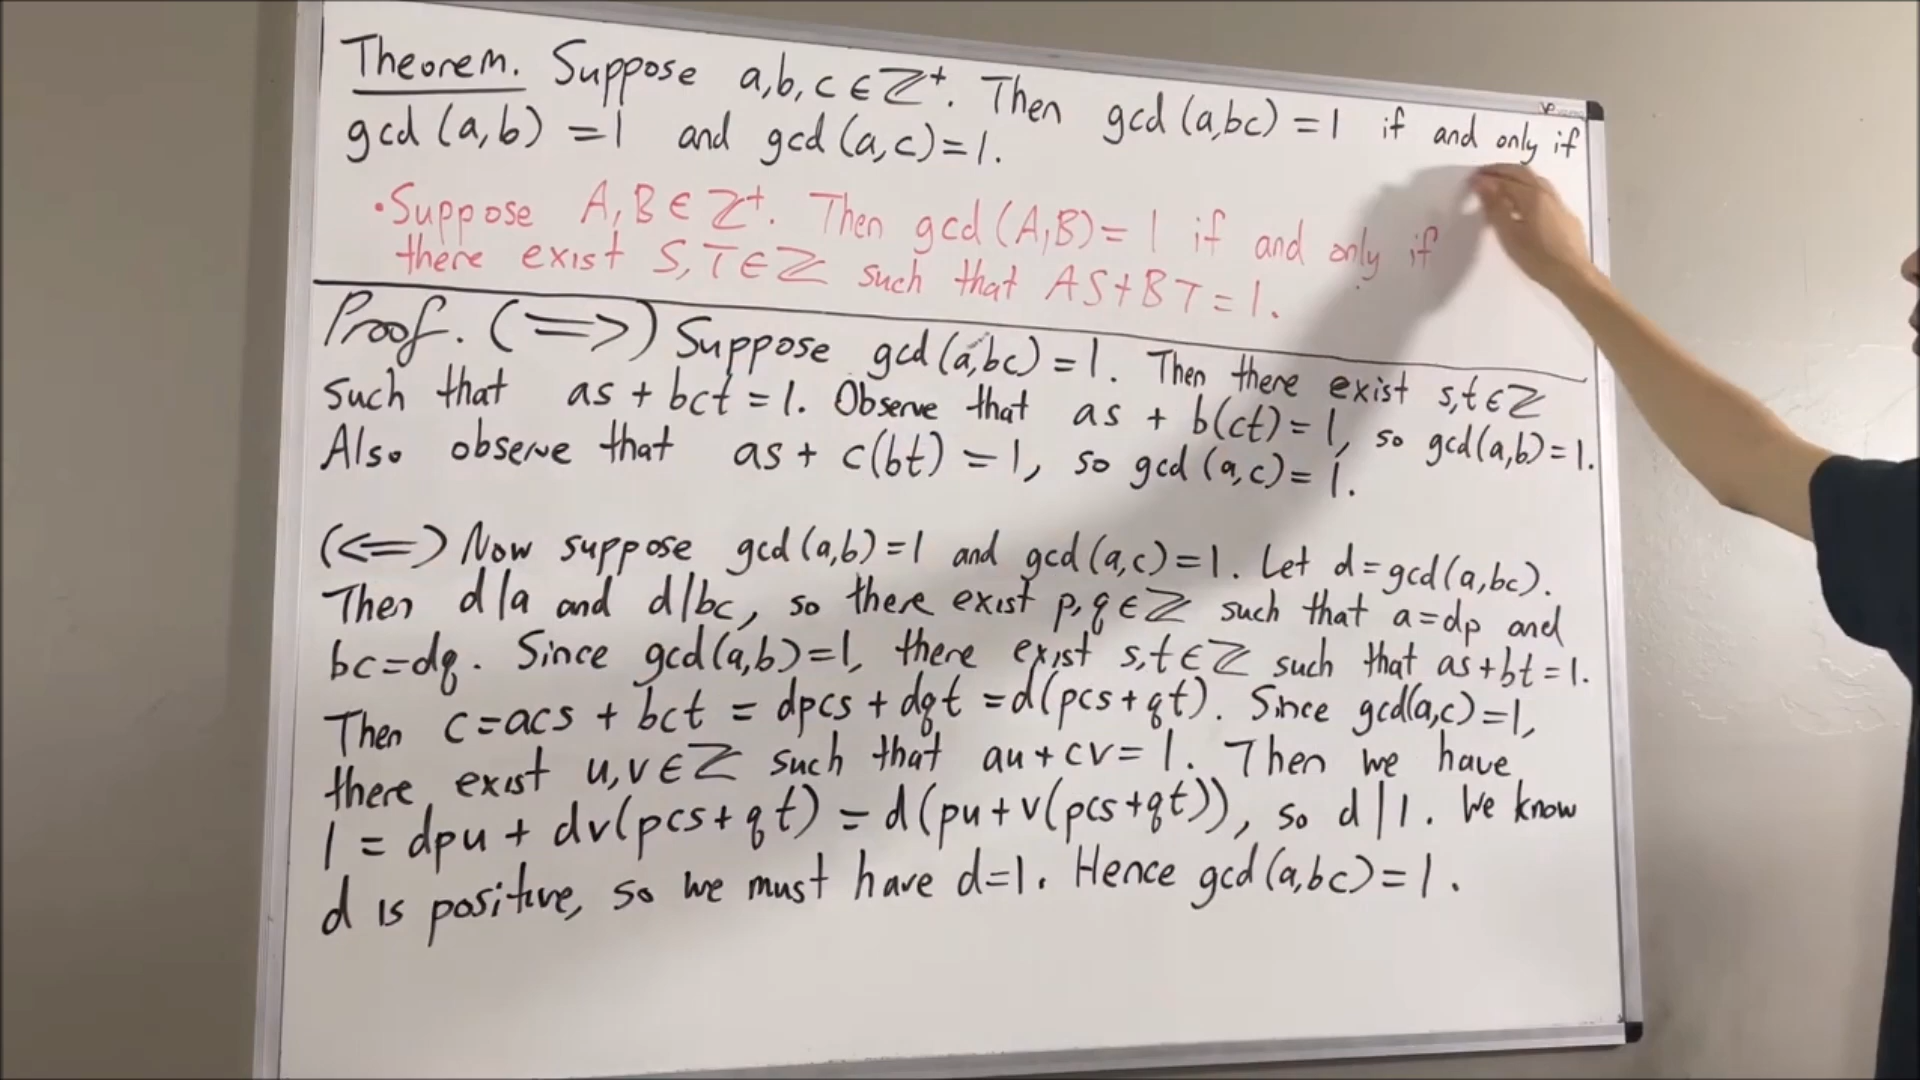 Theorem. Suppose a,b,c∈ℤ⁺. Then gcd(a,bc)=1 if and only if
gcd(a,b)=1 and gcd(a,c)=1.
•Suppose A,B∈ℤ⁺. Then gcd(A,B)=1 if and only if
there exist S,T∈ℤ such that AS+BT=1.
Proof. (⟹) Suppose gcd(a,bc)=1. Then there exist s,t∈ℤ
such that as+bct=1. Observe that as+b(ct)=1, so gcd(a,b)=1.
Also observe that as+c(bt)=1, so gcd(a,c)=1.
(⟸) Now suppose gcd(a,b)=1 and gcd(a,c)=1. Let d=gcd(a,bc).
Then d|a and d|bc, so there exist p,q∈ℤ such that a=dp and
bc=dq. Since gcd(a,b)=1, there exist s,t∈ℤ such that as+bt=1.
Then c=acs+bct=dpcs+dqt=d(pcs+qt). Since gcd(a,c)=1,
there exist u,v∈ℤ such that au+cv=1. Then we have
1=dpu+dv(pcs+qt)=d(pu+v(pcs+qt)), so d|1. We know
d is positive, so we must have d=1. Hence gcd(a,bc)=1.